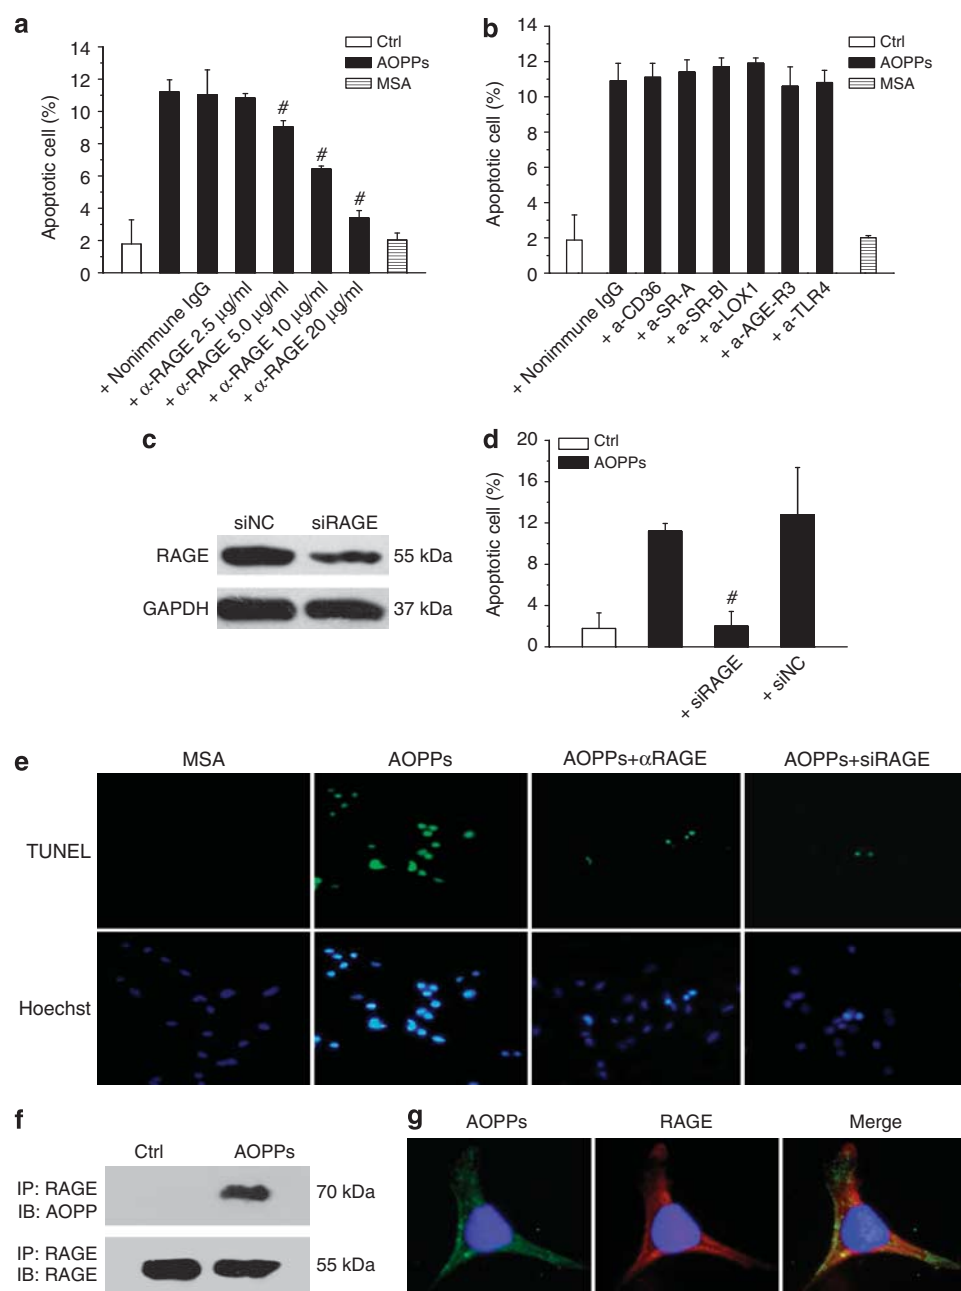 a
Apoptotic cell (%)
14
12
10
8
6
4
2
0
Ctrl
AOPPs
MSA
#
#
#
+ Nonimmune IgG
+ α-RAGE 2.5 μg/ml
+ α-RAGE 5.0 μg/ml
+ α-RAGE 10 μg/ml
+ α-RAGE 20 μg/ml
b
Apoptotic cell (%)
14
12
10
8
6
4
2
0
Ctrl
AOPPs
MSA
+ Nonimmune IgG
+ a-CD36
+ a-SR-A
+ a-SR-BI
+ a-LOX1
+ a-AGE-R3
+ a-TLR4
c
siNC siRAGE
RAGE 55 kDa
GAPDH 37 kDa
d
Apoptotic cell (%)
20
16
12
8
4
0
Ctrl
AOPPs
#
+ siRAGE
+ siNC
e
MSA AOPPs AOPPs+αRAGE AOPPs+siRAGE
TUNEL
Hoechst
f
Ctrl AOPPs
IP: RAGE
IB: AOPP
70 kDa
IP: RAGE
IB: RAGE
55 kDa
g
AOPPs RAGE Merge